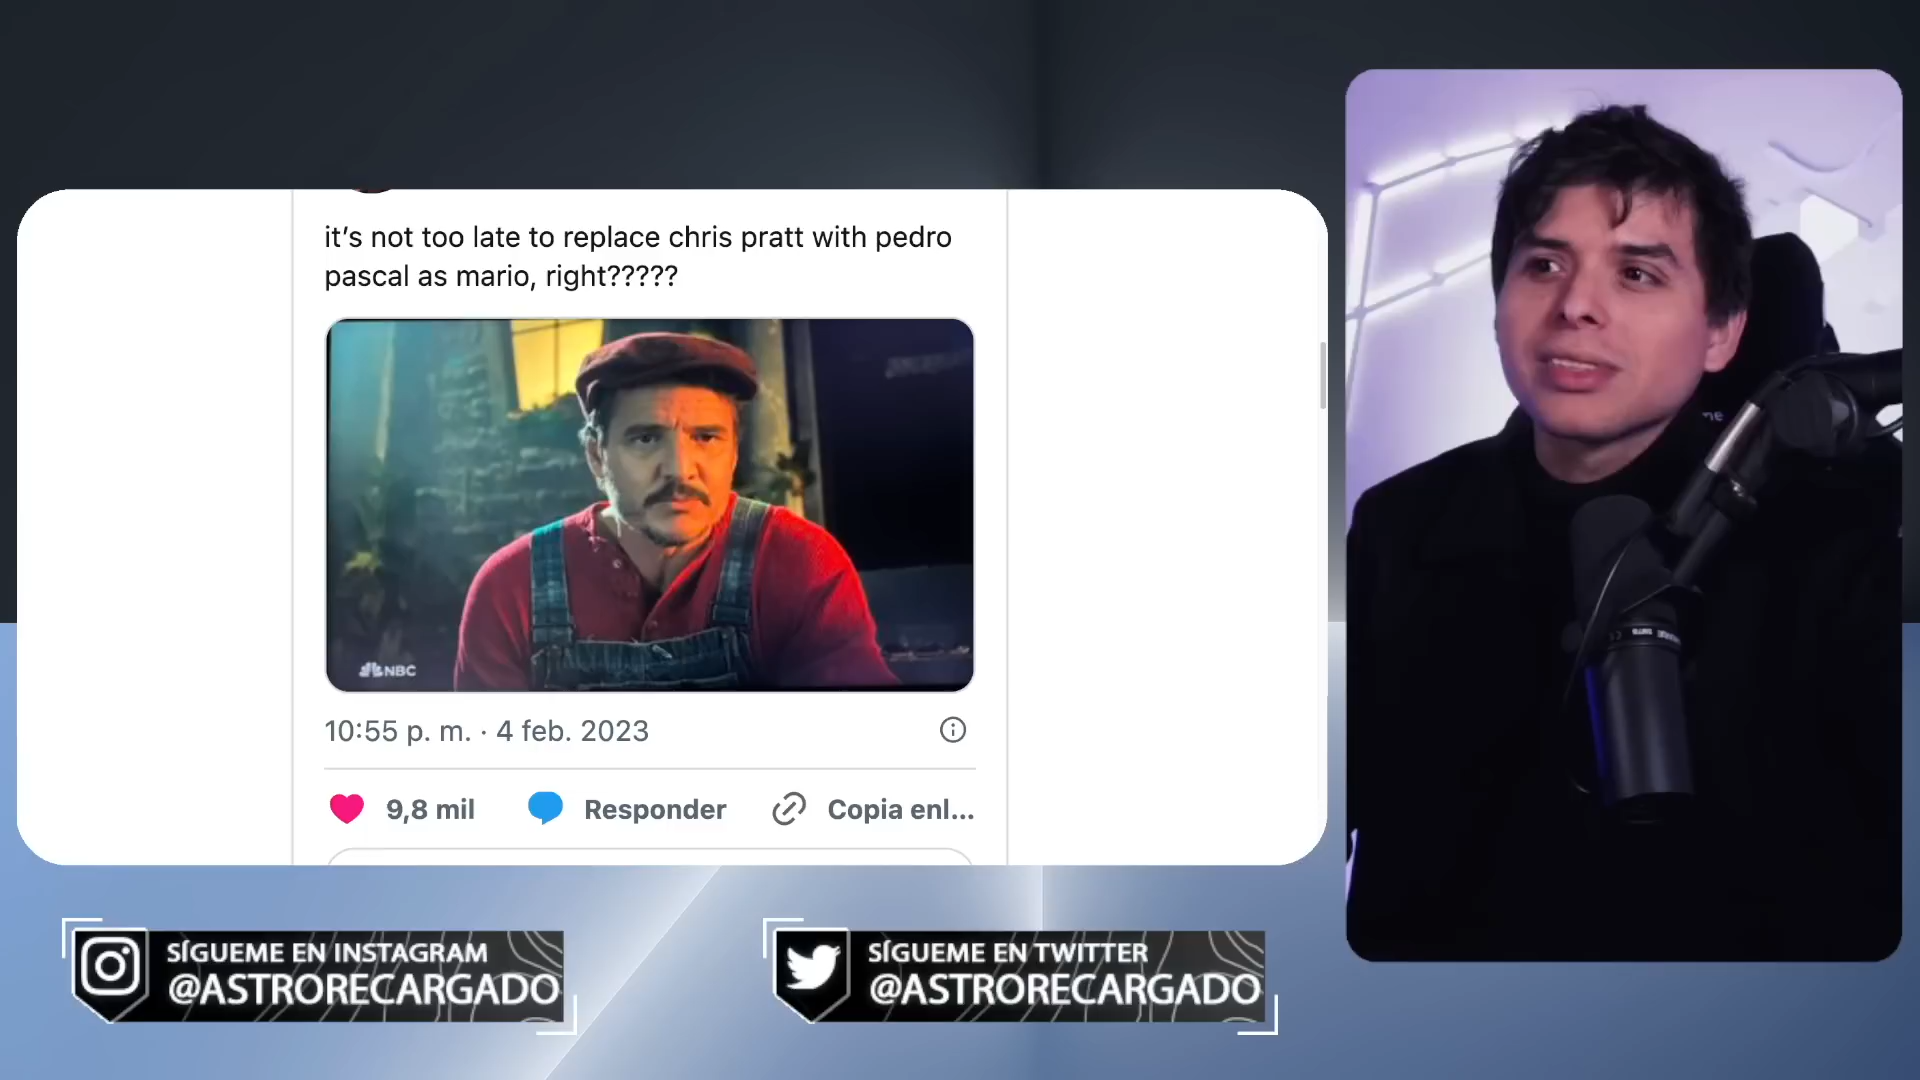 it’s not too late to replace chris pratt with pedro
pascal as mario, right?????
NBC
10:55 p. m. · 4 feb. 2023
9,8 mil
Responder
Copia enl...
me
SÍGUEME EN INSTAGRAM
@ASTRORECARGADO
SÍGUEME EN TWITTER
@ASTRORECARGADO